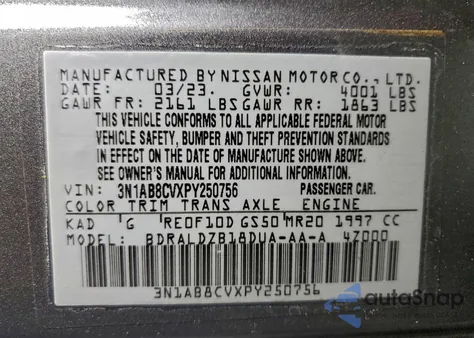 MANUFACTURED BY NISSAN MOTOR CO., LTD.
DATE: 03/23. GVWR: 4001 LBS
GAWR FR: 2161 LBS GAWR RR: 1863 LBS
THIS VEHICLE CONFORMS TO ALL APPLICABLE FEDERAL MOTOR
VEHICLE SAFETY, BUMPER AND THEFT PREVENTION STANDARDS
IN EFFECT ON THE DATE OF MANUFACTURE SHOWN ABOVE.
SEE OWNER'S MANUAL FOR ADDITIONAL INFORMATION.
VIN: 3N1AB8CVXPY250756 PASSENGER CAR.
COLOR TRIM TRANS AXLE ENGINE
KAD G RE0F10D GS50 MR20 1997 CC
MODEL: BDRALDZB18DUA-AA-A 4Z000
3N1AB8CVXPY250756
autoSnap